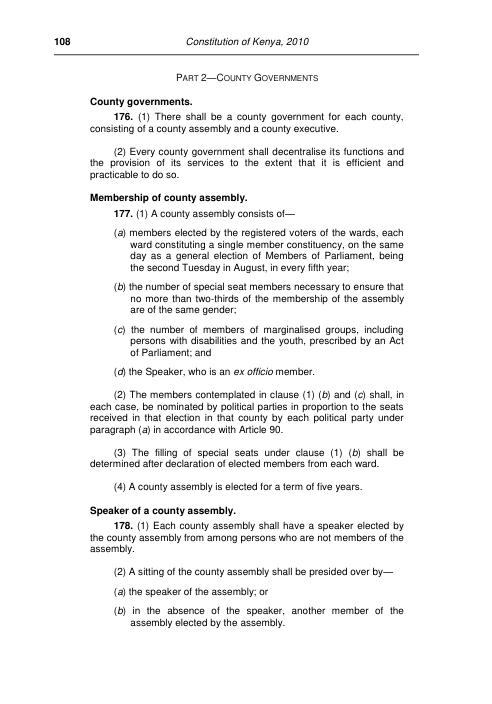 108 Constitution of Kenya, 2010
PART 2—COUNTY GOVERNMENTS
County governments.
176. (1) There shall be a county government for each county,
consisting of a county assembly and a county executive.
(2) Every county government shall decentralise its functions and
the provision of its services to the extent that it is efficient and
practicable to do so.
Membership of county assembly.
177. (1) A county assembly consists of—
(a) members elected by the registered voters of the wards, each
ward constituting a single member constituency, on the same
day as a general election of Members of Parliament, being
the second Tuesday in August, in every fifth year;
(b) the number of special seat members necessary to ensure that
no more than two-thirds of the membership of the assembly
are of the same gender;
(c) the number of members of marginalised groups, including
persons with disabilities and the youth, prescribed by an Act
of Parliament; and
(d) the Speaker, who is an ex officio member.
(2) The members contemplated in clause (1) (b) and (c) shall, in
each case, be nominated by political parties in proportion to the seats
received in that election in that county by each political party under
paragraph (a) in accordance with Article 90.
(3) The filling of special seats under clause (1) (b) shall be
determined after declaration of elected members from each ward.
(4) A county assembly is elected for a term of five years.
Speaker of a county assembly.
178. (1) Each county assembly shall have a speaker elected by
the county assembly from among persons who are not members of the
assembly.
(2) A sitting of the county assembly shall be presided over by—
(a) the speaker of the assembly; or
(b) in the absence of the speaker, another member of the
assembly elected by the assembly.